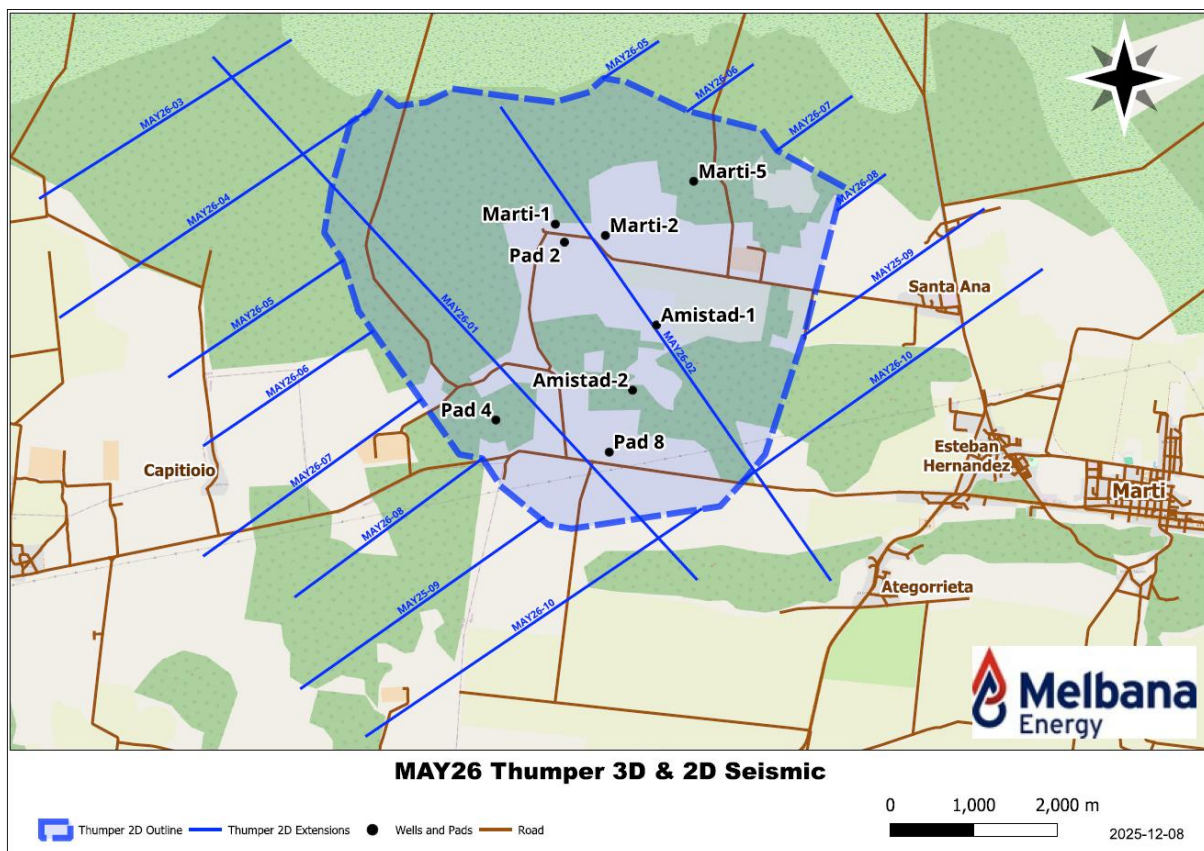 MAY26-05
MAY26-06
MAY26-03
MAY26-07
Marti-5
MAY26-08
MAY26-04
Marti-1
Marti-2
Pad 2
MAY25-09
Santa Ana
MAY26-05
MAY26-01
Amistad-1
MAY26-02
MAY26-10
MAY26-06
Amistad-2
Pad 4
Pad 8
Esteban
Hernandez
MAY26-07
Capitioio
Marti
MAY26-08
Ategorrieta
MAY25-09
MAY26-10
Melbana
Energy
MAY26 Thumper 3D & 2D Seismic
0 1,000 2,000 m
Thumper 2D Outline Thumper 2D Extensions Wells and Pads Road
2025-12-08